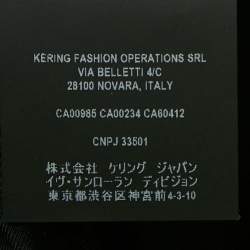 KERING FASHION OPERATIONS SRL
VIA BELLETTI 4/C
28100 NOVARA, ITALY
CA00985 CA00234 CA60412
CNPJ 33501
株式会社 ケリング ジャパン
イヴ・サンローラン ディビジョン
東京都渋谷区神宮前4-3-10